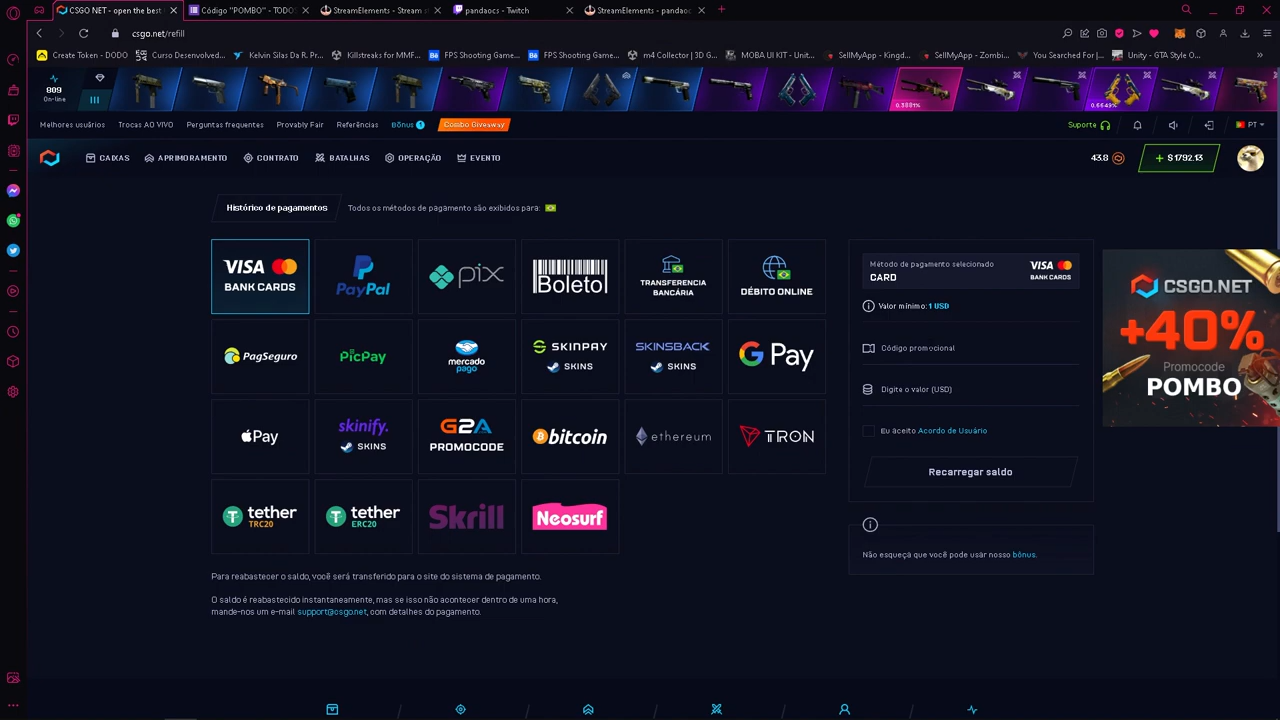 CSGO.NET - open the best
Código "POMBO" - TODOS
StreamElements - Stream s
pandaocs - Twitch
StreamElements - pandaoc
csgo.net/refill
Create Token - DODO
Curso Desenvolved...
Kelvin Silas Da R. Pr...
Killstreaks for MMF...
FPS Shooting Game...
FPS Shooting Game...
m4 Collector | 3D G...
MOBA UI KIT - Unit...
SellMyApp - Kingd...
SellMyApp - Zombi...
You Searched For |...
Unity - GTA Style O...
809
On-line
0.3881%
0.6649%
Melhores usuários
Trocas AO VIVO
Perguntas frequentes
Provably Fair
Referências
Bônus
Combo Giveaway
Suporte
PT
CAIXAS
APRIMORAMENTO
CONTRATO
BATALHAS
OPERAÇÃO
EVENTO
43.8
+ $ 1792.13
Histórico de pagamentos
Todos os métodos de pagamento são exibidos para:
VISA
BANK CARDS
PayPal
pix
Boleto
TRANSFERENCIA
BANCÁRIA
DÉBITO ONLINE
PagSeguro
PicPay
mercado
pago
SKINPAY
SKINS
SKINSBACK
SKINS
G Pay
Pay
skinify.
SKINS
G2A
PROMOCODE
bitcoin
ethereum
TRON
tether
TRC20
tether
ERC20
Skrill
Neosurf
Para reabastecer o saldo, você será transferido para o site do sistema de pagamento.
O saldo é reabastecido instantaneamente, mas se isso não acontecer dentro de uma hora,
mande-nos um e-mail support@csgo.net, com detalhes do pagamento.
Método de pagamento selecionado
CARD
VISA
BANK CARDS
Valor mínimo: 1 USD
Código promocional
Digite o valor (USD)
Eu aceito Acordo de Usuário
Recarregar saldo
Não esqueça que você pode usar nosso bônus.
CSGO.NET
+40%
Promocode
POMBO